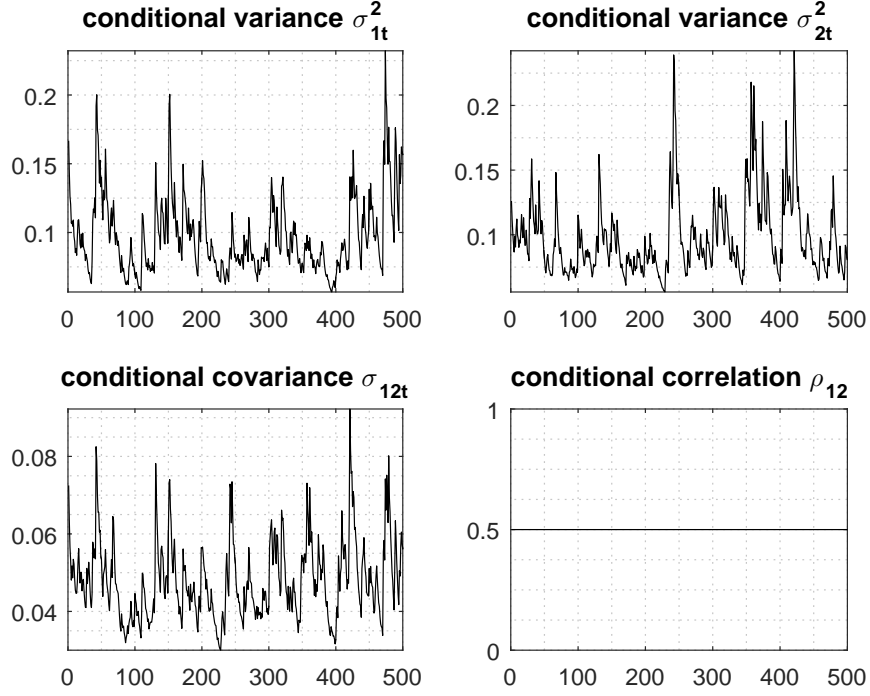 conditional variance σ²₁ₜ
0.2
0.15
0.1
0 100 200 300 400 500
conditional variance σ²₂ₜ
0.2
0.15
0.1
0 100 200 300 400 500
conditional covariance σ₁₂ₜ
0.08
0.06
0.04
0 100 200 300 400 500
conditional correlation ρ₁₂
1
0.5
0
0 100 200 300 400 500